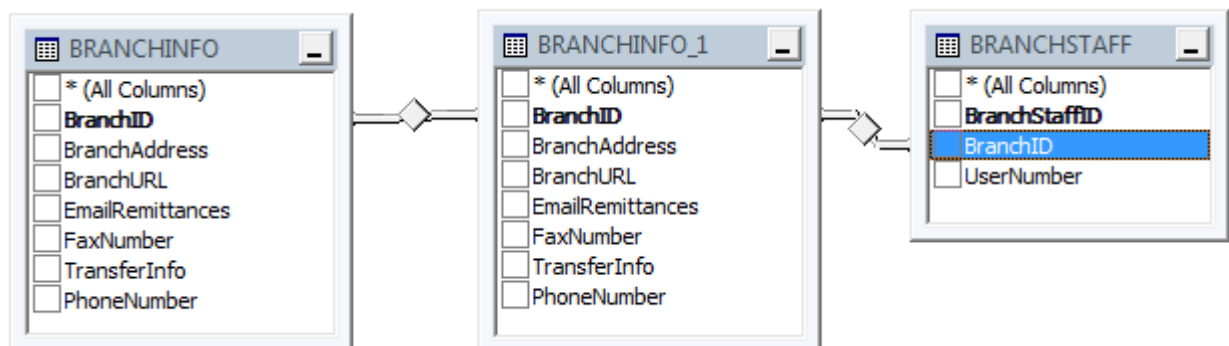 BRANCHINFO
* (All Columns)
BranchID
BranchAddress
BranchURL
EmailRemittances
FaxNumber
TransferInfo
PhoneNumber
BRANCHINFO_1
* (All Columns)
BranchID
BranchAddress
BranchURL
EmailRemittances
FaxNumber
TransferInfo
PhoneNumber
BRANCHSTAFF
* (All Columns)
BranchStaffID
BranchID
UserNumber